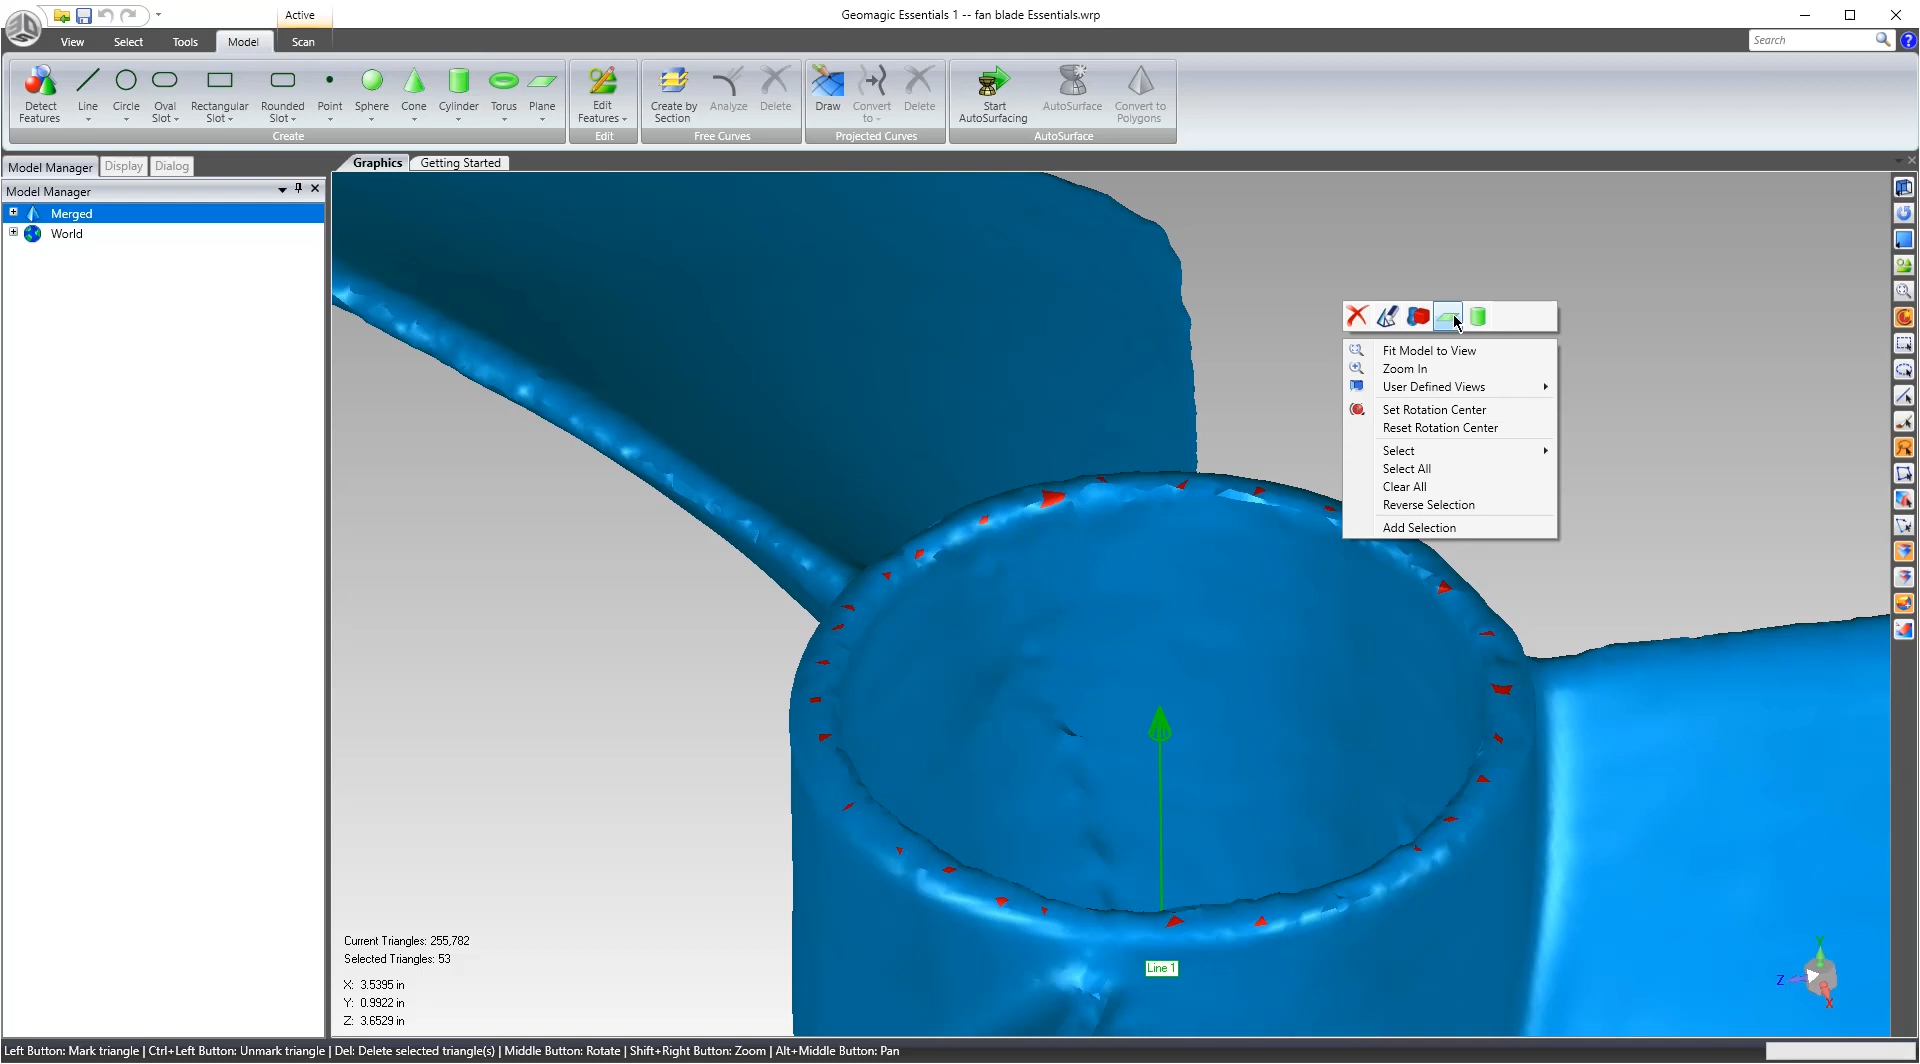 Active
Geomagic Essentials 1 -- fan blade Essentials.wrp
View Select Tools Model Scan
Search
Detect Features
Line
Circle
Oval Slot
Rectangular Slot
Rounded Slot
Point
Sphere
Cone
Cylinder
Torus
Plane
Create
Edit Features
Edit
Create by Section
Analyze
Delete
Free Curves
Draw
Convert to
Delete
Projected Curves
Start AutoSurfacing
AutoSurface
Convert to Polygons
AutoSurface
Model Manager Display Dialog
Graphics Getting Started
Model Manager
Merged
World
Fit Model to View
Zoom In
User Defined Views
Set Rotation Center
Reset Rotation Center
Select
Select All
Clear All
Reverse Selection
Add Selection
Line 1
Current Triangles: 255,782
Selected Triangles: 53
X: 3.5395 in
Y: 0.9922 in
Z: 3.6529 in
Y
Z
X
Left Button: Mark triangle | Ctrl+Left Button: Unmark triangle | Del: Delete selected triangle(s) | Middle Button: Rotate | Shift+Right Button: Zoom | Alt+Middle Button: Pan